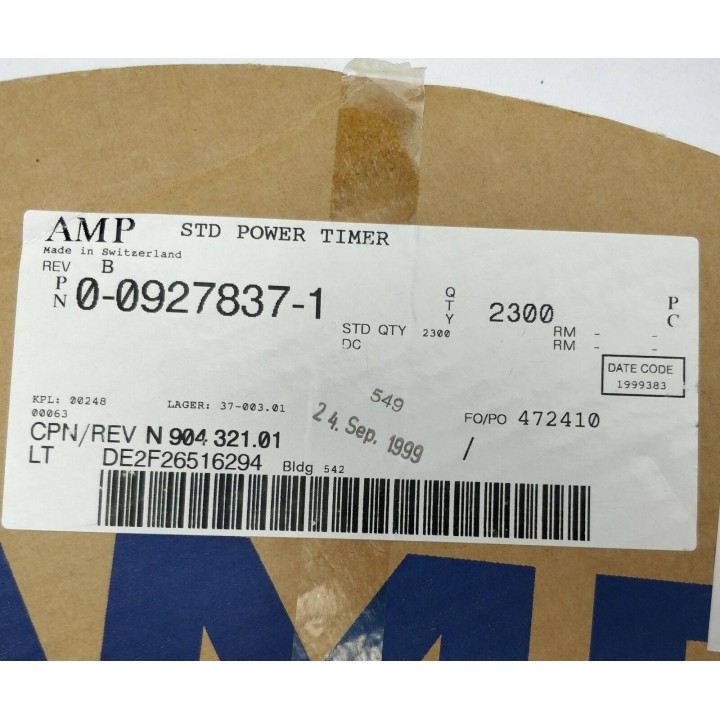 AMP STD POWER TIMER
Made in Switzerland
REV B
PN 0-0927837-1
QTY 2300
PC
STD QTY 2300 RM - -
DC RM - -
DATE CODE
1999383
KPL: 00248 LAGER: 37-003.01
00063
549
24. Sep. 1999
FO/PO 472410
CPN/REV N 904.321.01 /
LT DE2F26516294 Bldg 542
AMP